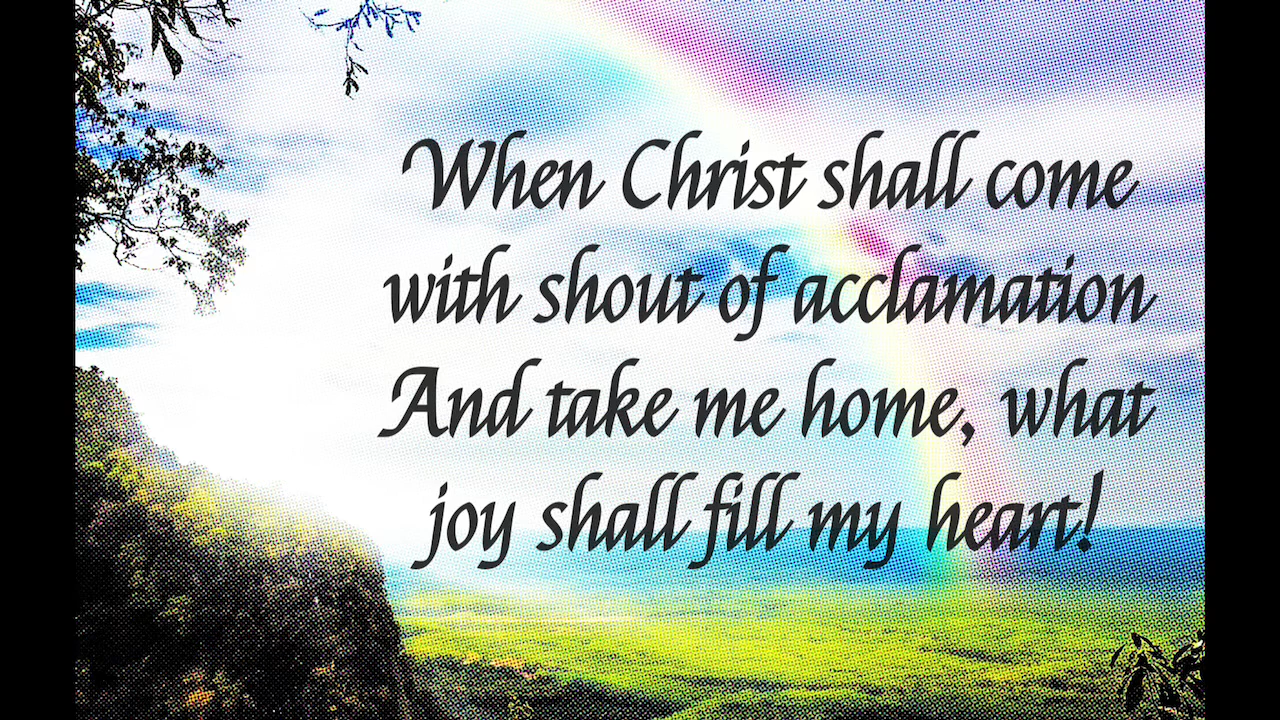 When Christ shall come
with shout of acclamation
And take me home, what
joy shall fill my heart!